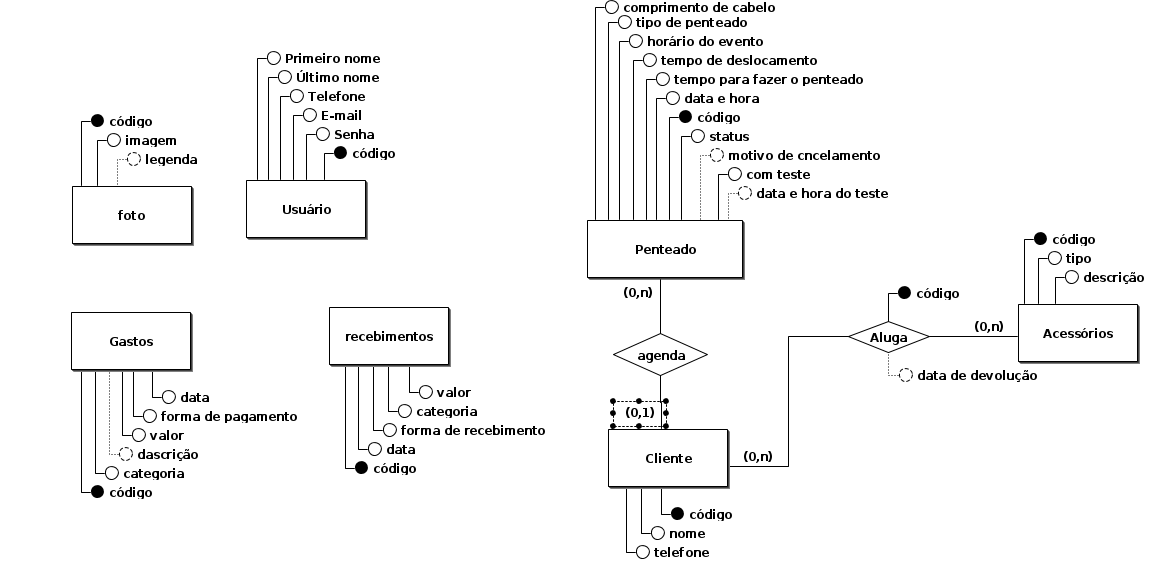 comprimento de cabelo
tipo de penteado
horário do evento
tempo de deslocamento
tempo para fazer o penteado
data e hora
código
status
motivo de cncelamento
com teste
data e hora do teste
Penteado
Primeiro nome
Último nome
Telefone
E-mail
Senha
código
Usuário
código
imagem
legenda
foto
(0,n)
agenda
(0,1)
Cliente
código
nome
telefone
(0,n)
código
Aluga
data de devolução
(0,n)
código
tipo
descrição
Acessórios
Gastos
data
forma de pagamento
valor
dascrição
categoria
código
recebimentos
valor
categoria
forma de recebimento
data
código